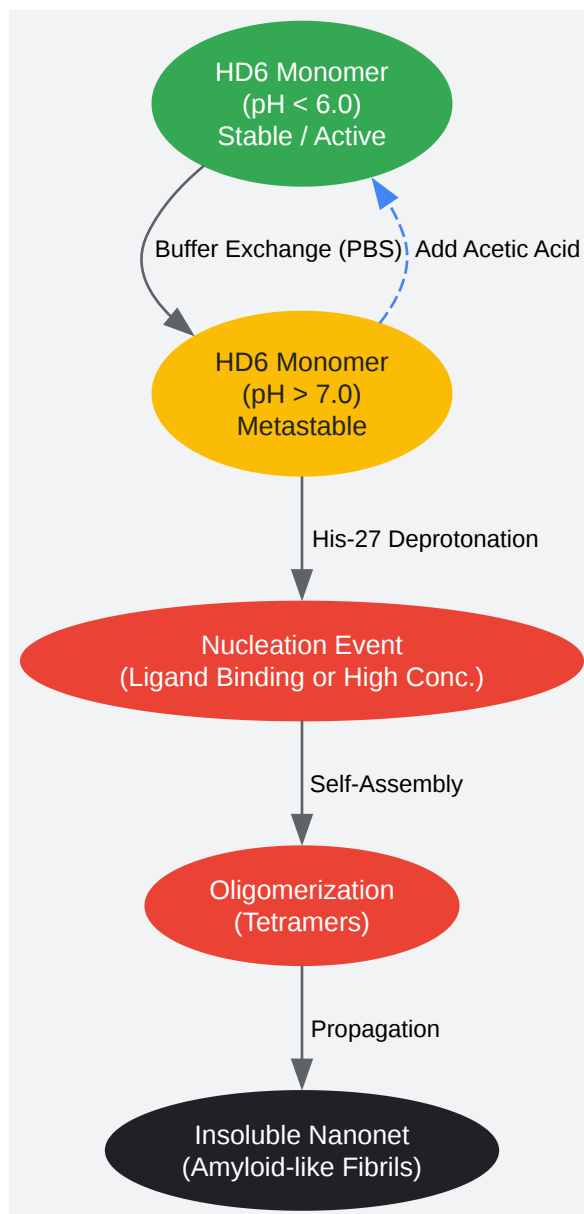 HD6 Monomer
(pH < 6.0)
Stable / Active
Buffer Exchange (PBS)
Add Acetic Acid
HD6 Monomer
(pH > 7.0)
Metastable
His-27 Deprotonation
Nucleation Event
(Ligand Binding or High Conc.)
Self-Assembly
Oligomerization
(Tetramers)
Propagation
Insoluble Nanonet
(Amyloid-like Fibrils)